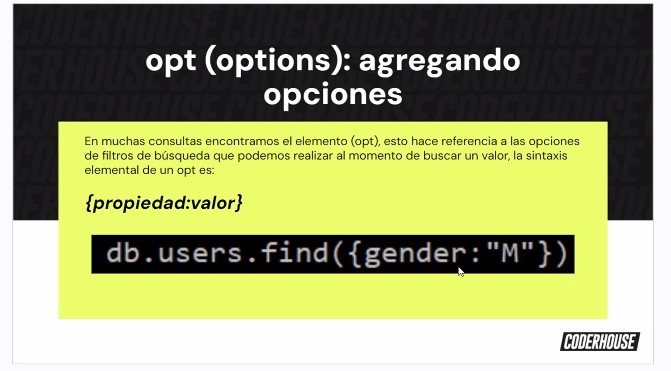 opt (options): agregando
opciones
En muchas consultas encontramos el elemento (opt), esto hace referencia a las opciones
de filtros de búsqueda que podemos realizar al momento de buscar un valor, la sintaxis
elemental de un opt es:
{propiedad:valor}
db.users.find({gender:"M"})
CODERHOUSE